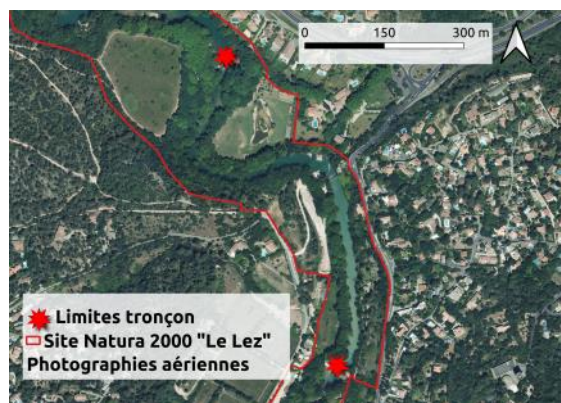 0 150 300 m
Limites tronçon
Site Natura 2000 "Le Lez"
Photographies aériennes